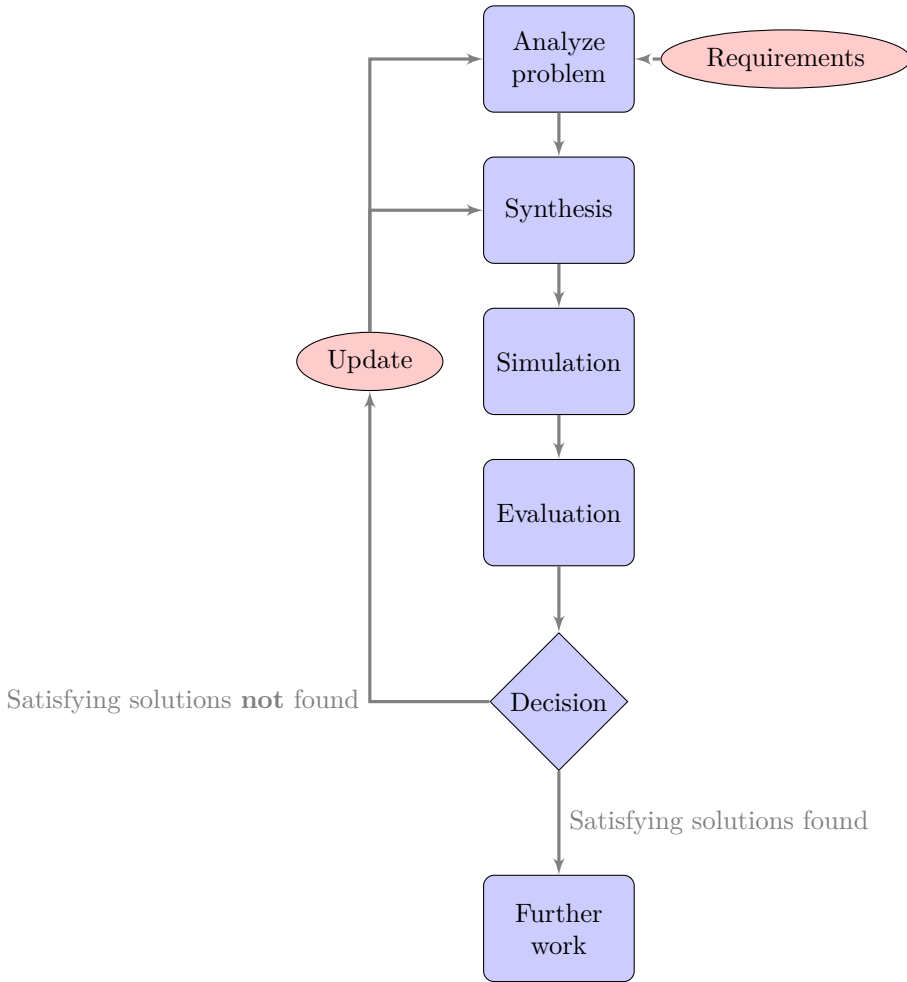 Analyze
problem
Requirements
Synthesis
Update
Simulation
Evaluation
Satisfying solutions not found
Decision
Satisfying solutions found
Further
work